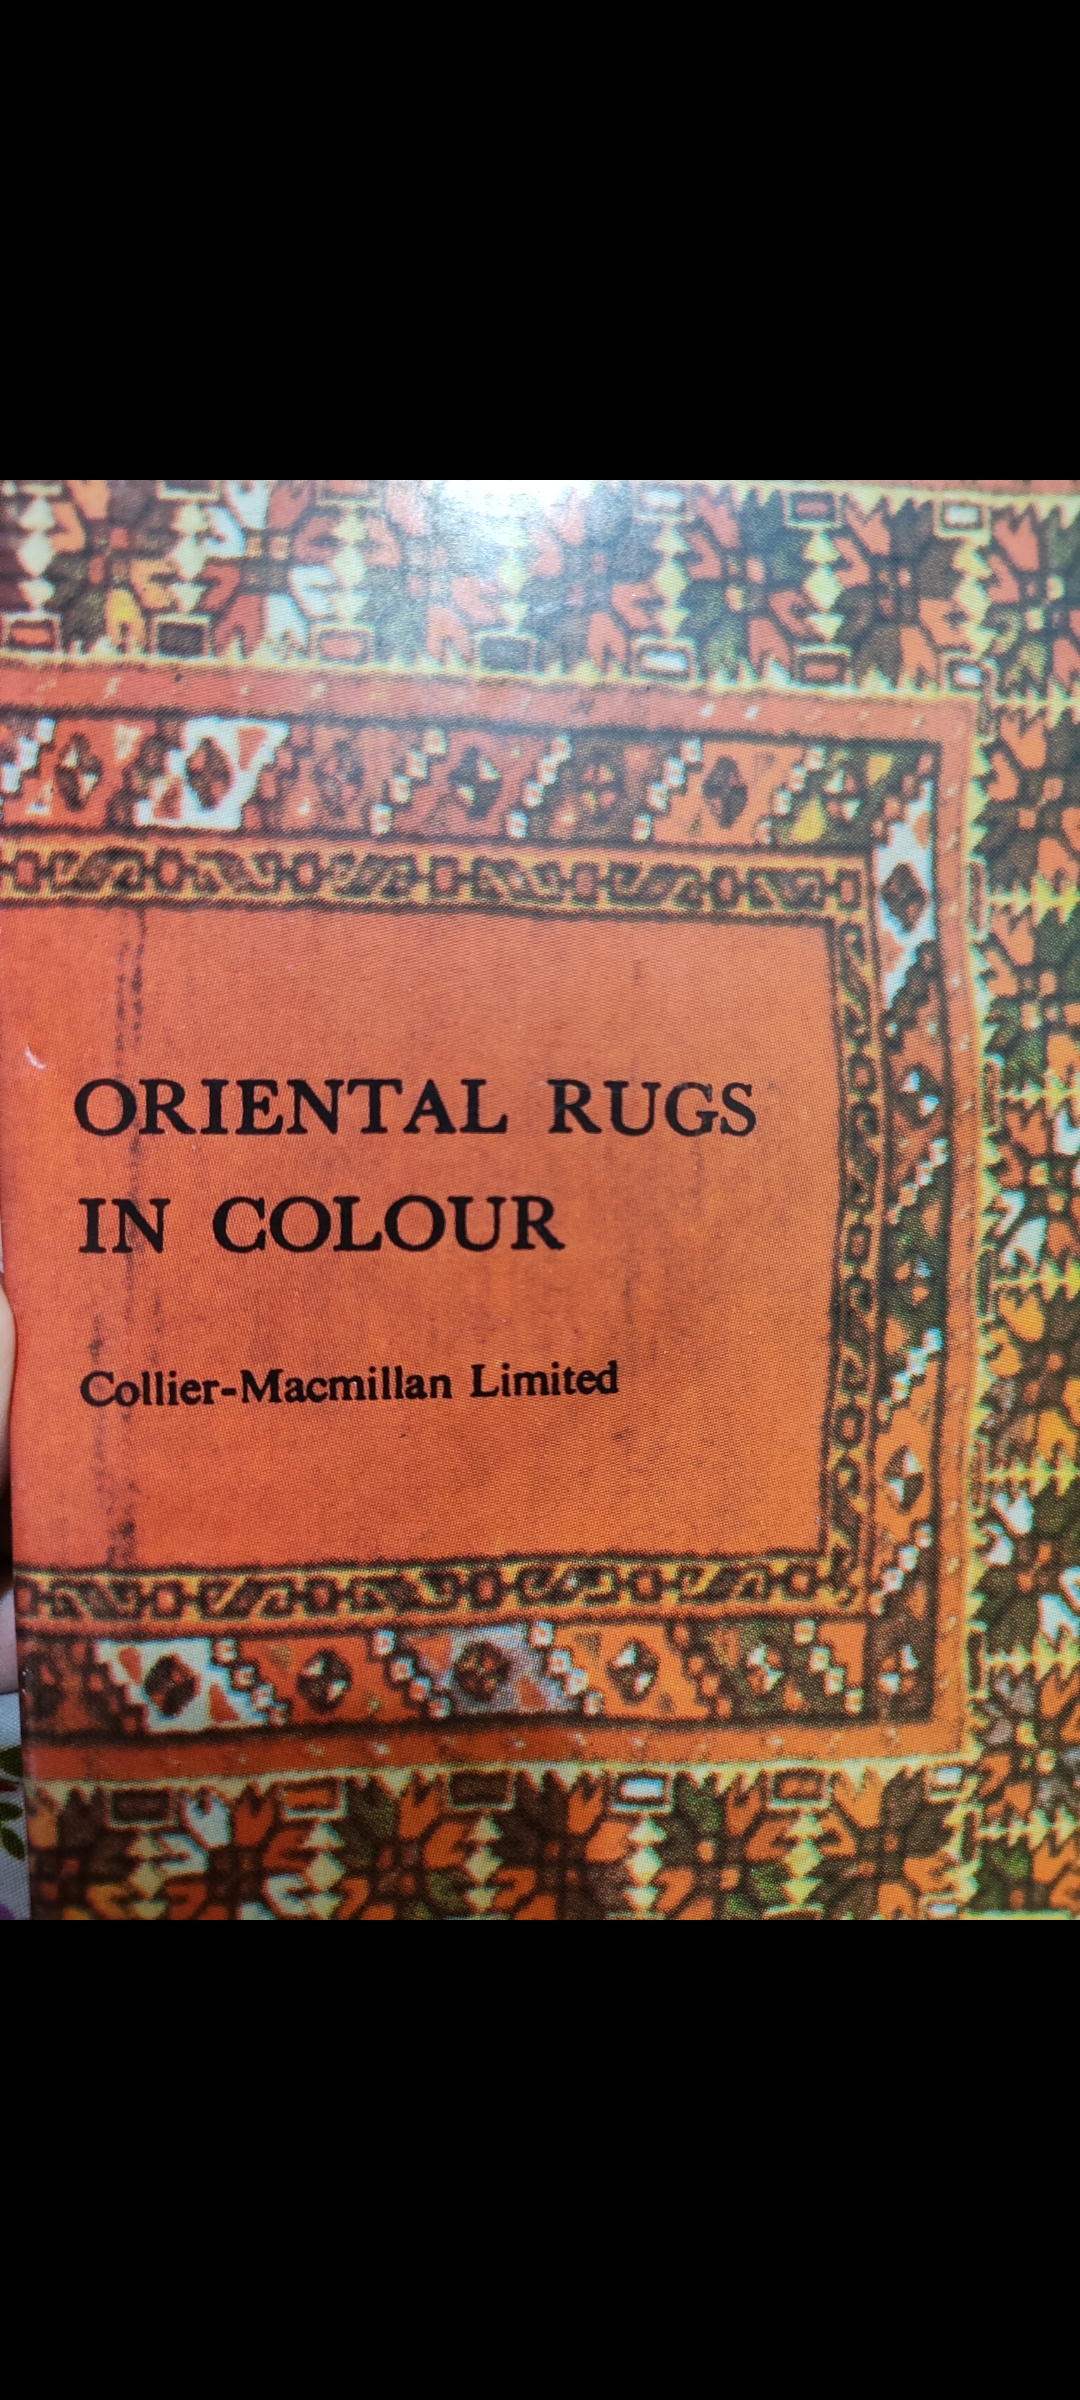 ORIENTAL RUGS
IN COLOUR
Collier-Macmillan Limited